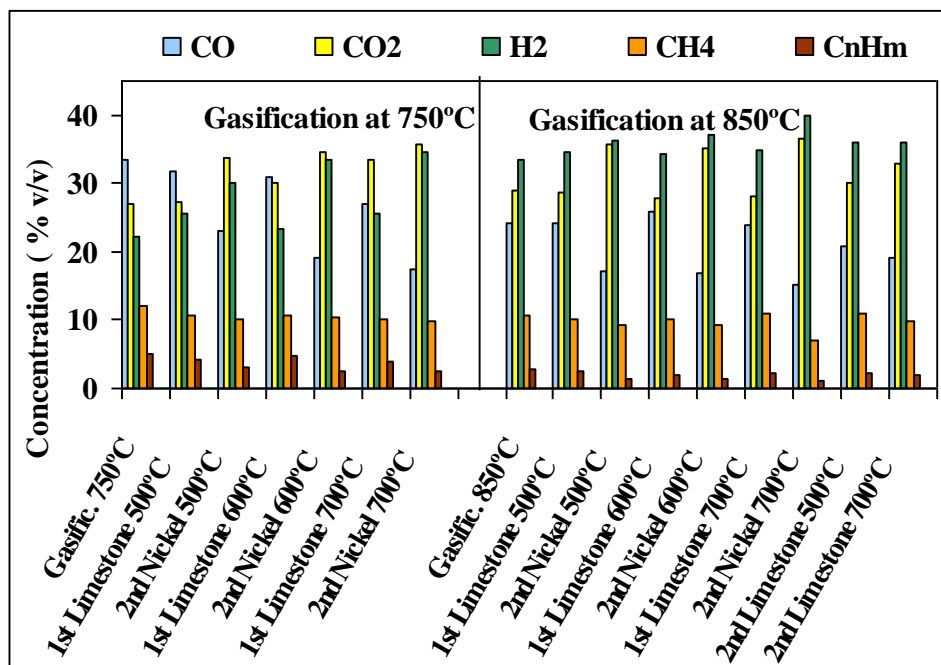 CO CO2 H2 CH4 CnHm
Gasification at 750ºC
Gasification at 850ºC
Concentration ( % v/v)
40
30
20
10
0
Gasific. 750ºC
1st Limestone 500ºC
2nd Nickel 500ºC
1st Limestone 600ºC
2nd Nickel 600ºC
1st Limestone 700ºC
2nd Nickel 700ºC
Gasific. 850ºC
1st Limestone 500ºC
2nd Nickel 500ºC
1st Limestone 600ºC
2nd Nickel 600ºC
1st Limestone 700ºC
2nd Nickel 700ºC
2nd Limestone 500ºC
2nd Limestone 700ºC